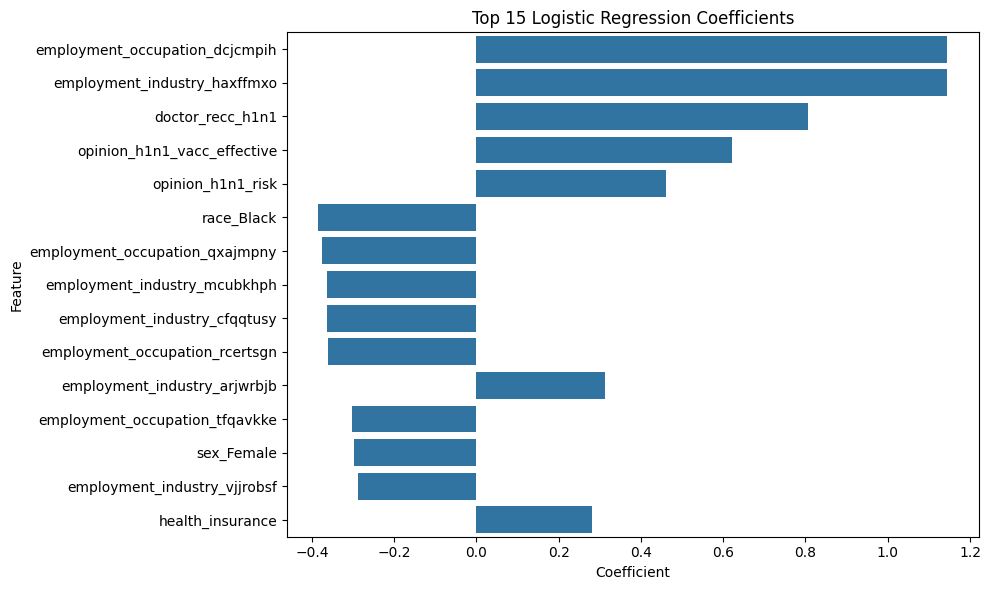 Top 15 Logistic Regression Coefficients
employment_occupation_dcjcmpih
employment_industry_haxffmxo
doctor_recc_h1n1
opinion_h1n1_vacc_effective
opinion_h1n1_risk
race_Black
employment_occupation_qxajmpny
employment_industry_mcubkhph
employment_industry_cfqqtusy
employment_occupation_rcertsgn
employment_industry_arjwrbjb
employment_occupation_tfqavkke
sex_Female
employment_industry_vjjrobsf
health_insurance
Feature
−0.4 −0.2 0.0 0.2 0.4 0.6 0.8 1.0 1.2
Coefficient